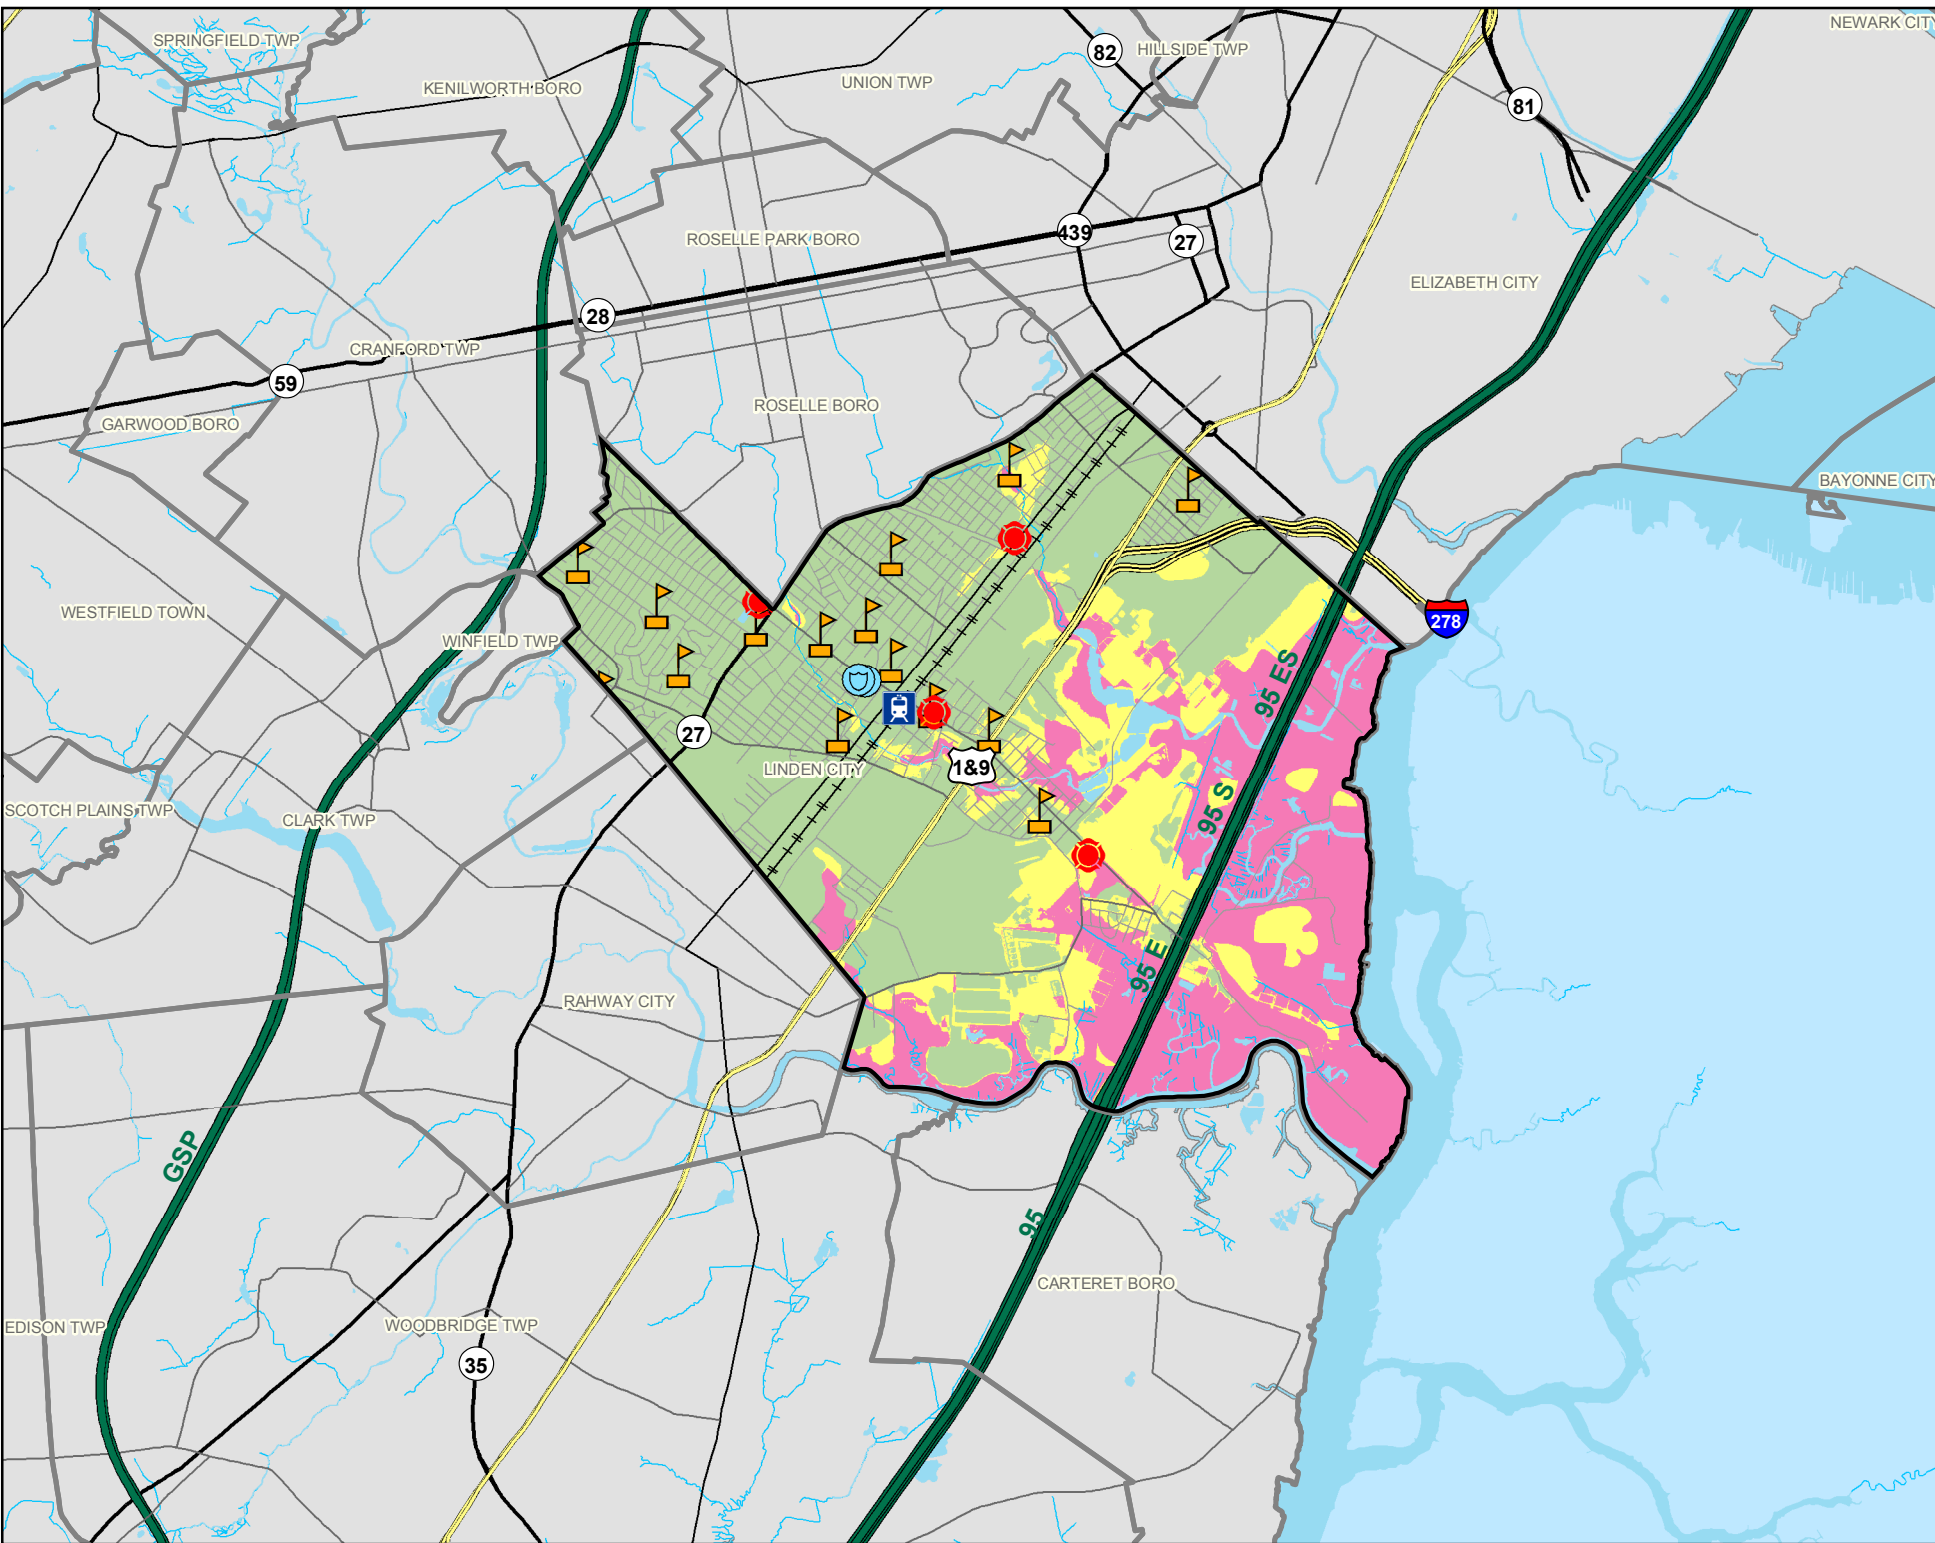 NEWARK CITY
SPRINGFIELD TWP
82
HILLSIDE TWP
UNION TWP
KENILWORTH BORO
81
439
27
ROSELLE PARK BORO
ELIZABETH CITY
28
CRANFORD TWP
59
ROSELLE BORO
GARWOOD BORO
BAYONNE CITY
WESTFIELD TOWN
278
WINFIELD TWP
95 ES
27
1&9
LINDEN CITY
95 S
SCOTCH PLAINS TWP
CLARK TWP
95 E
RAHWAY CITY
GSP
95
CARTERET BORO
EDISON TWP
WOODBRIDGE TWP
35